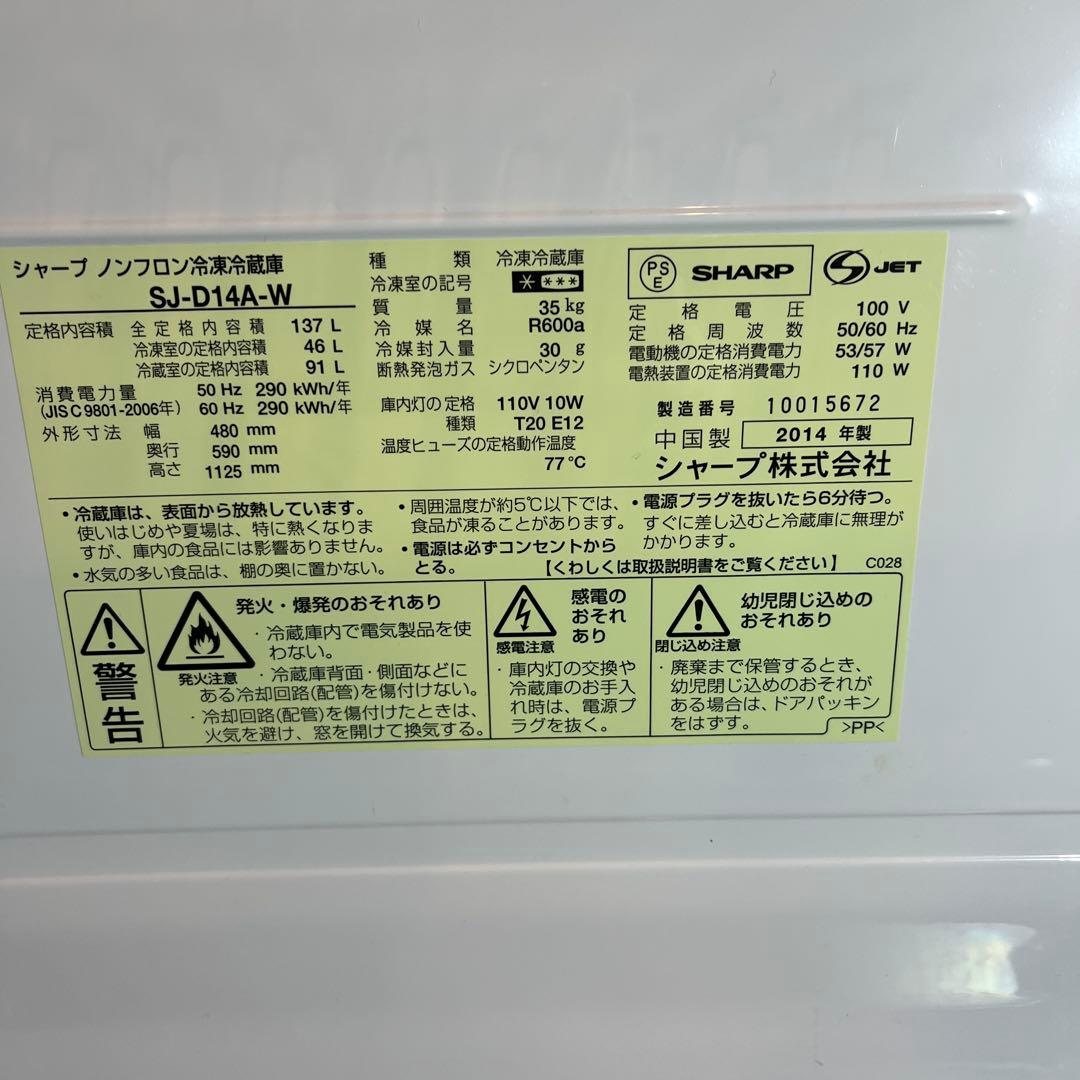 シャープ ノンフロン冷凍冷蔵庫
SJ-D14A-W
定格内容積 全定格内容積 137 L
冷凍室の定格内容積 46 L
冷蔵室の定格内容積 91 L
消費電力量 50 Hz 290 kWh/年
(JIS C 9801-2006年) 60 Hz 290 kWh/年
外形寸法 幅 480 mm
奥行 590 mm
高さ 1125 mm
種類 冷凍冷蔵庫
冷凍室の記号
質量 35 kg
冷媒名 R600a
冷媒封入量 30 g
断熱発泡ガス シクロペンタン
庫内灯の定格 110V 10W
種類 T20 E12
温度ヒューズの定格動作温度
77℃
PSE SHARP JET
定格電圧 100 V
定格周波数 50/60 Hz
電動機の定格消費電力 53/57 W
電熱装置の定格消費電力 110 W
製造番号 10015672
中国製 2014 年製
シャープ株式会社
・冷蔵庫は、表面から放熱しています。
使いはじめや夏場は、特に熱くなりま
すが、庫内の食品には影響ありません。
・水気の多い食品は、棚の奥に置かない。
・周囲温度が約5℃以下では、
食品が凍ることがあります。
・電源は必ずコンセントから
とる。
・電源プラグを抜いたら6分待つ。
すぐに差し込むと冷蔵庫に無理が
かかります。
【くわしくは取扱説明書をご覧ください】 C028
警告
発火注意
発火・爆発のおそれあり
・冷蔵庫内で電気製品を使
わない。
・冷蔵庫背面・側面などに
ある冷却回路(配管)を傷付けない。
・冷却回路(配管)を傷付けたときは、
火気を避け、窓を開けて換気する。
感電注意
感電の
おそれ
あり
・庫内灯の交換や
冷蔵庫のお手入
れ時は、電源プ
ラグを抜く。
閉じ込め注意
幼児閉じ込めの
おそれあり
・廃棄まで保管するとき、
幼児閉じ込めのおそれが
ある場合は、ドアパッキン
をはずす。
>PP<